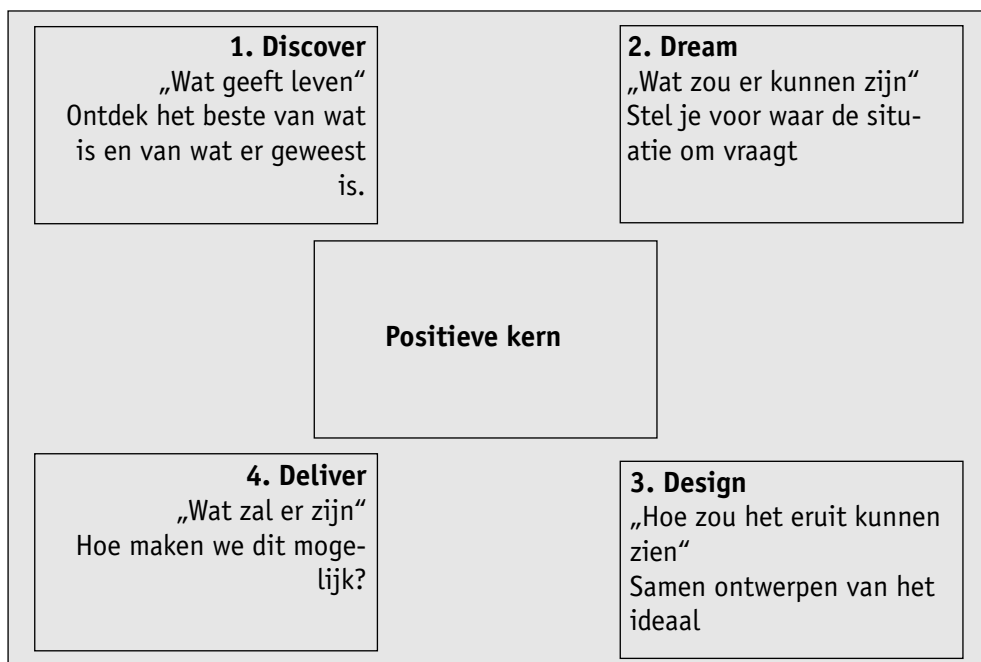 1. Discover
„Wat geeft leven“
Ontdek het beste van wat
is en van wat er geweest
is.
2. Dream
„Wat zou er kunnen zijn“
Stel je voor waar de situ-
atie om vraagt
Positieve kern
4. Deliver
„Wat zal er zijn“
Hoe maken we dit moge-
lijk?
3. Design
„Hoe zou het eruit kunnen
zien“
Samen ontwerpen van het
ideaal